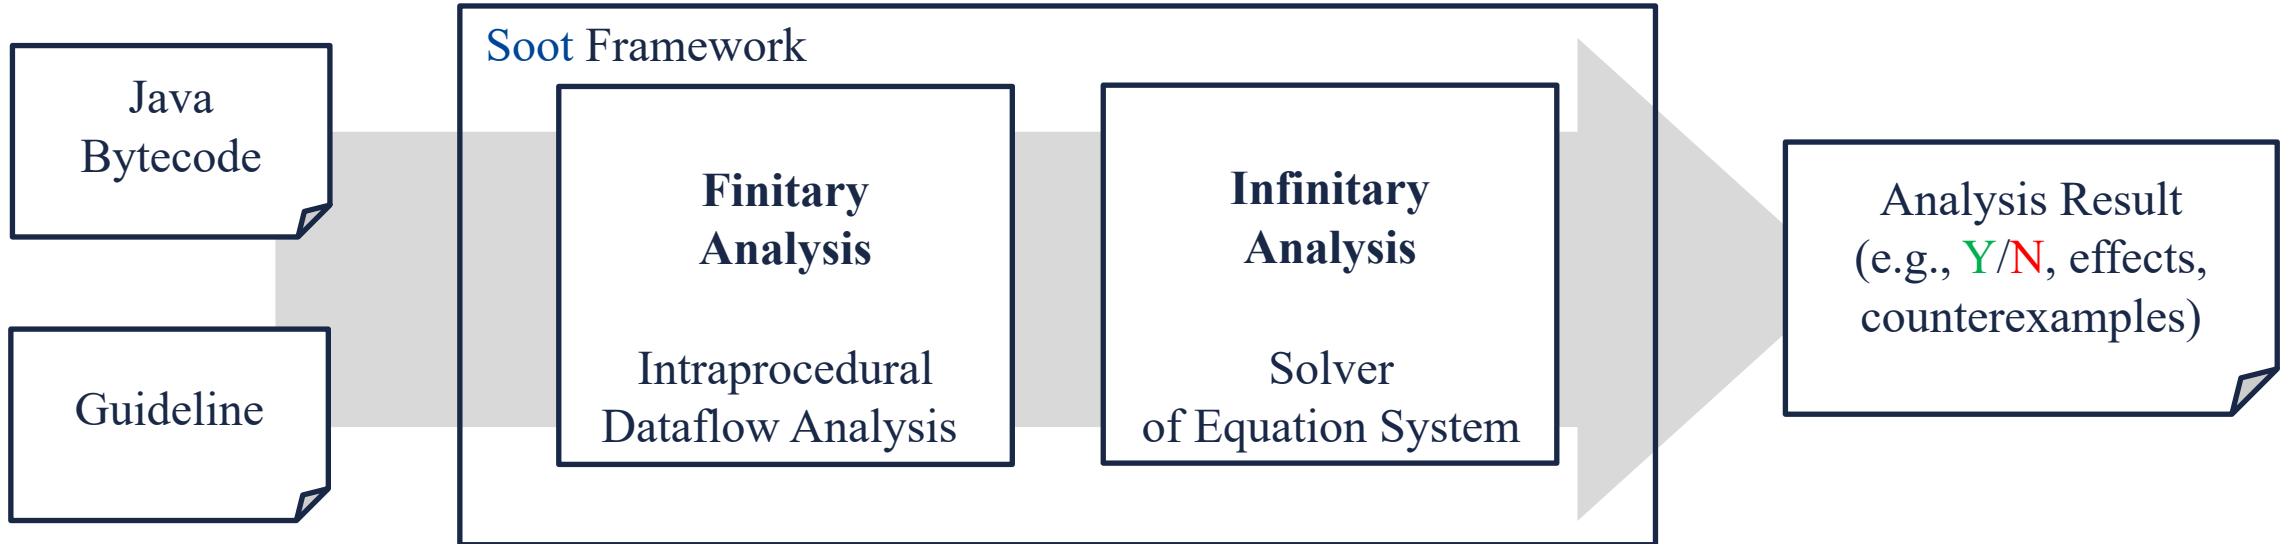 Java
Bytecode
Guideline
Soot Framework
Finitary
Analysis
Intraprocedural
Dataflow Analysis
Infinitary
Analysis
Solver
of Equation System
Analysis Result
(e.g., Y/N, effects,
counterexamples)